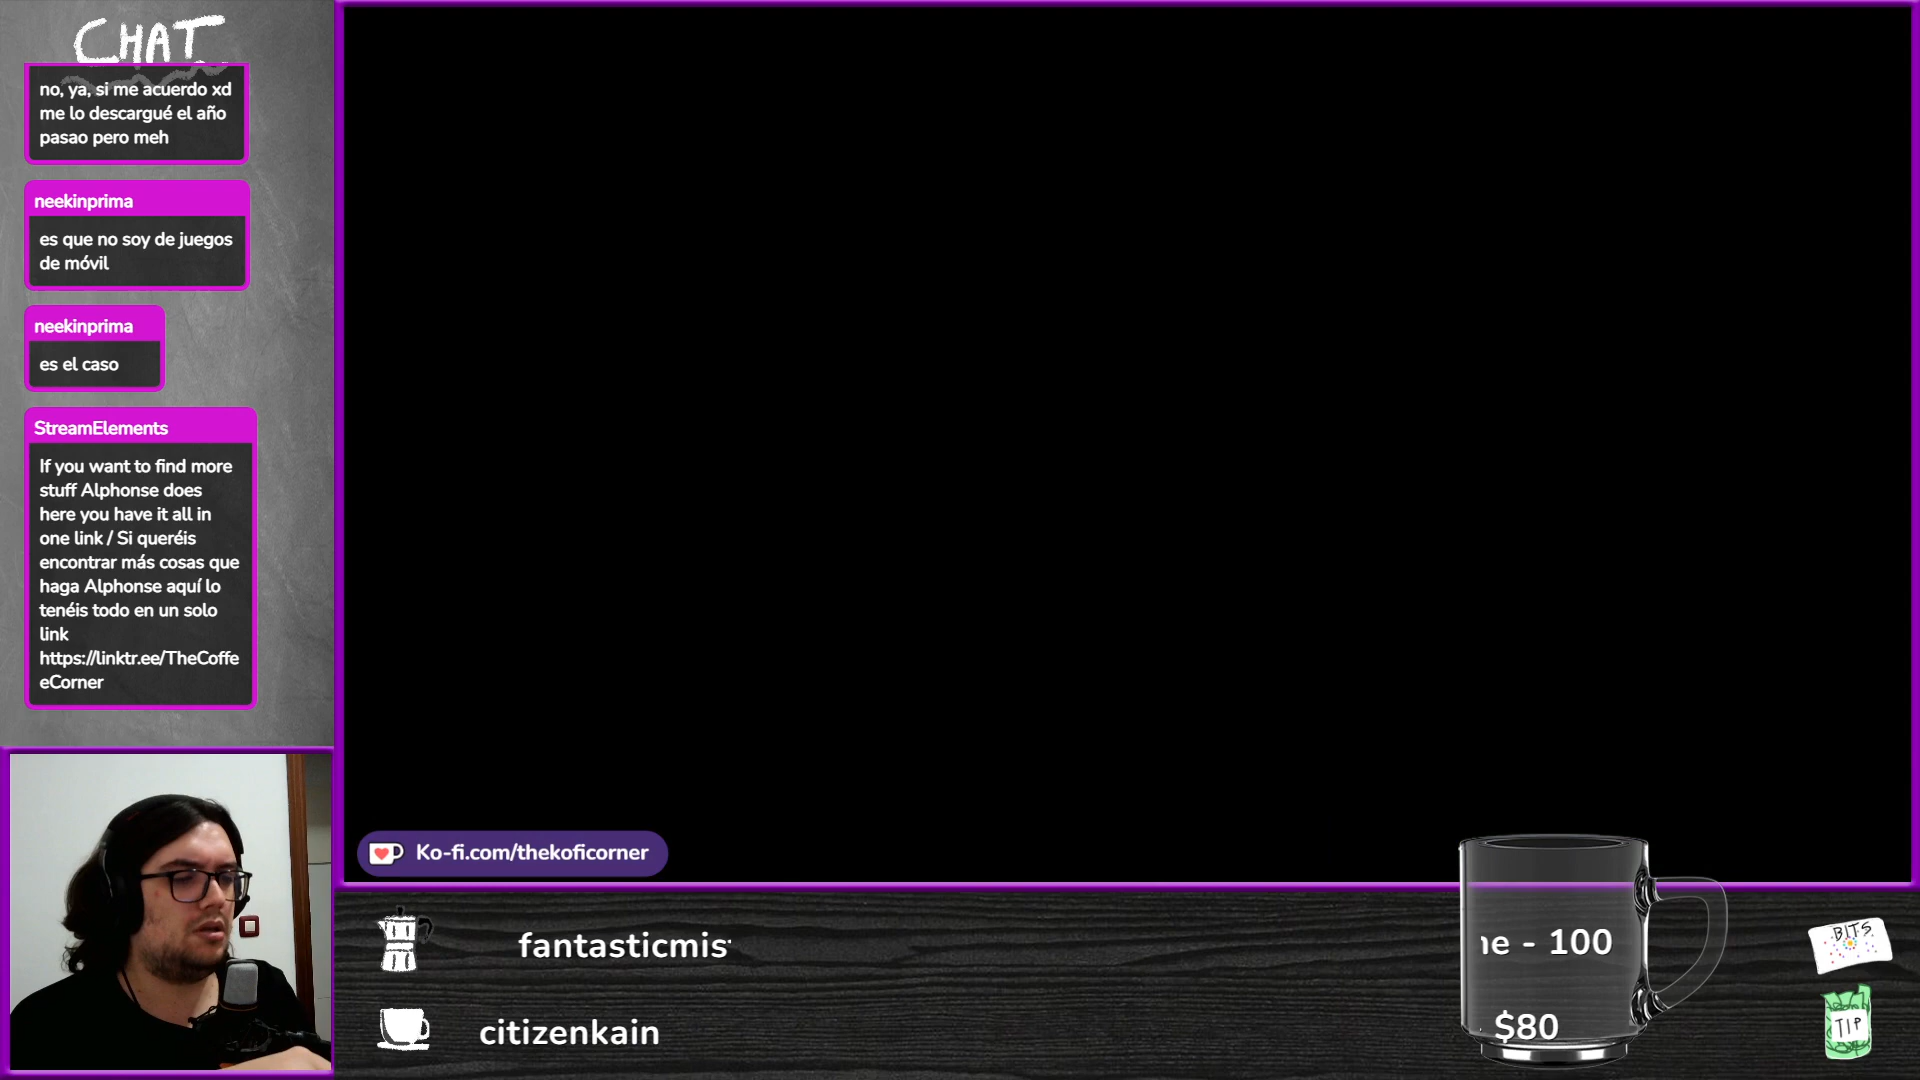 CHAT
no, ya, si me acuerdo xd
me lo descargué el año
pasao pero meh
neekinprima
es que no soy de juegos
de móvil
neekinprima
es el caso
StreamElements
If you want to find more
stuff Alphonse does
here you have it all in
one link / Si queréis
encontrar más cosas que
haga Alphonse aquí lo
tenéis todo en un solo
link
https://linktr.ee/TheCoffe
eCorner
Ko-fi.com/thekoficorner
fantasticmis
citizenkain
e - 100
$80
BITS
TIP